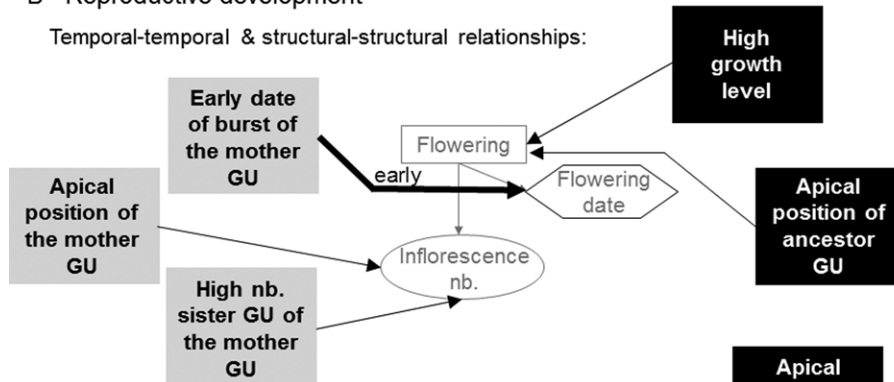 B - Reproductive development
Temporal-temporal & structural-structural relationships:
High
growth
level
Early date
of burst of
the mother
GU
Flowering
early
Flowering
date
Apical
position of
the mother
GU
Apical
position of
ancestor
GU
Inflorescence
nb.
High nb.
sister GU of
the mother
GU
Apical